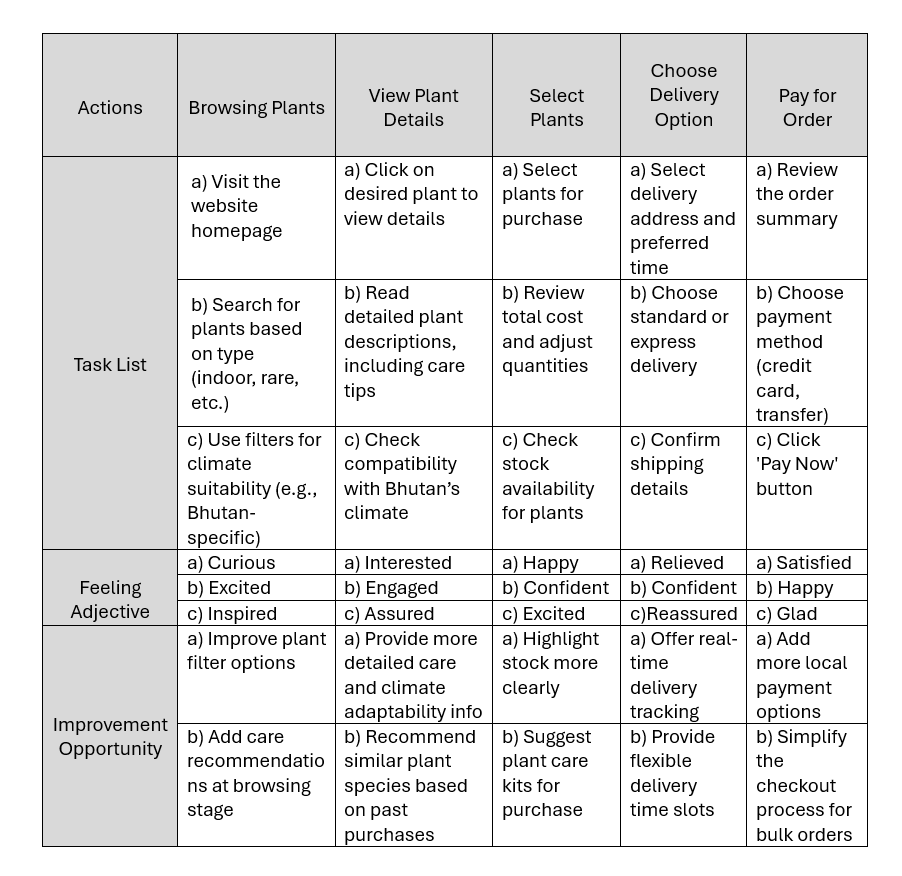 Actions
Browsing Plants
View Plant
Details
Select
Plants
Choose
Delivery
Option
Pay for
Order
Task List
a) Visit the
website
homepage
a) Click on
desired plant to
view details
a) Select
plants for
purchase
a) Select
delivery
address and
preferred
time
a) Review
the order
summary
b) Search for
plants based
on type
(indoor, rare,
etc.)
b) Read
detailed plant
descriptions,
including care
tips
b) Review
total cost
and adjust
quantities
b) Choose
standard or
express
delivery
b) Choose
payment
method
(credit
card,
transfer)
c) Use filters for
climate
suitability (e.g.,
Bhutan-
specific)
c) Check
compatibility
with Bhutan’s
climate
c) Check
stock
availability
for plants
c) Confirm
shipping
details
c) Click
'Pay Now'
button
Feeling
Adjective
a) Curious
a) Interested
a) Happy
a) Relieved
a) Satisfied
b) Excited
b) Engaged
b) Confident
b) Confident
b) Happy
c) Inspired
c) Assured
c) Excited
c)Reassured
c) Glad
Improvement
Opportunity
a) Improve plant
filter options
a) Provide more
detailed care
and climate
adaptability info
a) Highlight
stock more
clearly
a) Offer real-
time
delivery
tracking
a) Add
more local
payment
options
b) Add care
recommendatio
ns at browsing
stage
b) Recommend
similar plant
species based
on past
purchases
b) Suggest
plant care
kits for
purchase
b) Provide
flexible
delivery
time slots
b) Simplify
the
checkout
process for
bulk orders